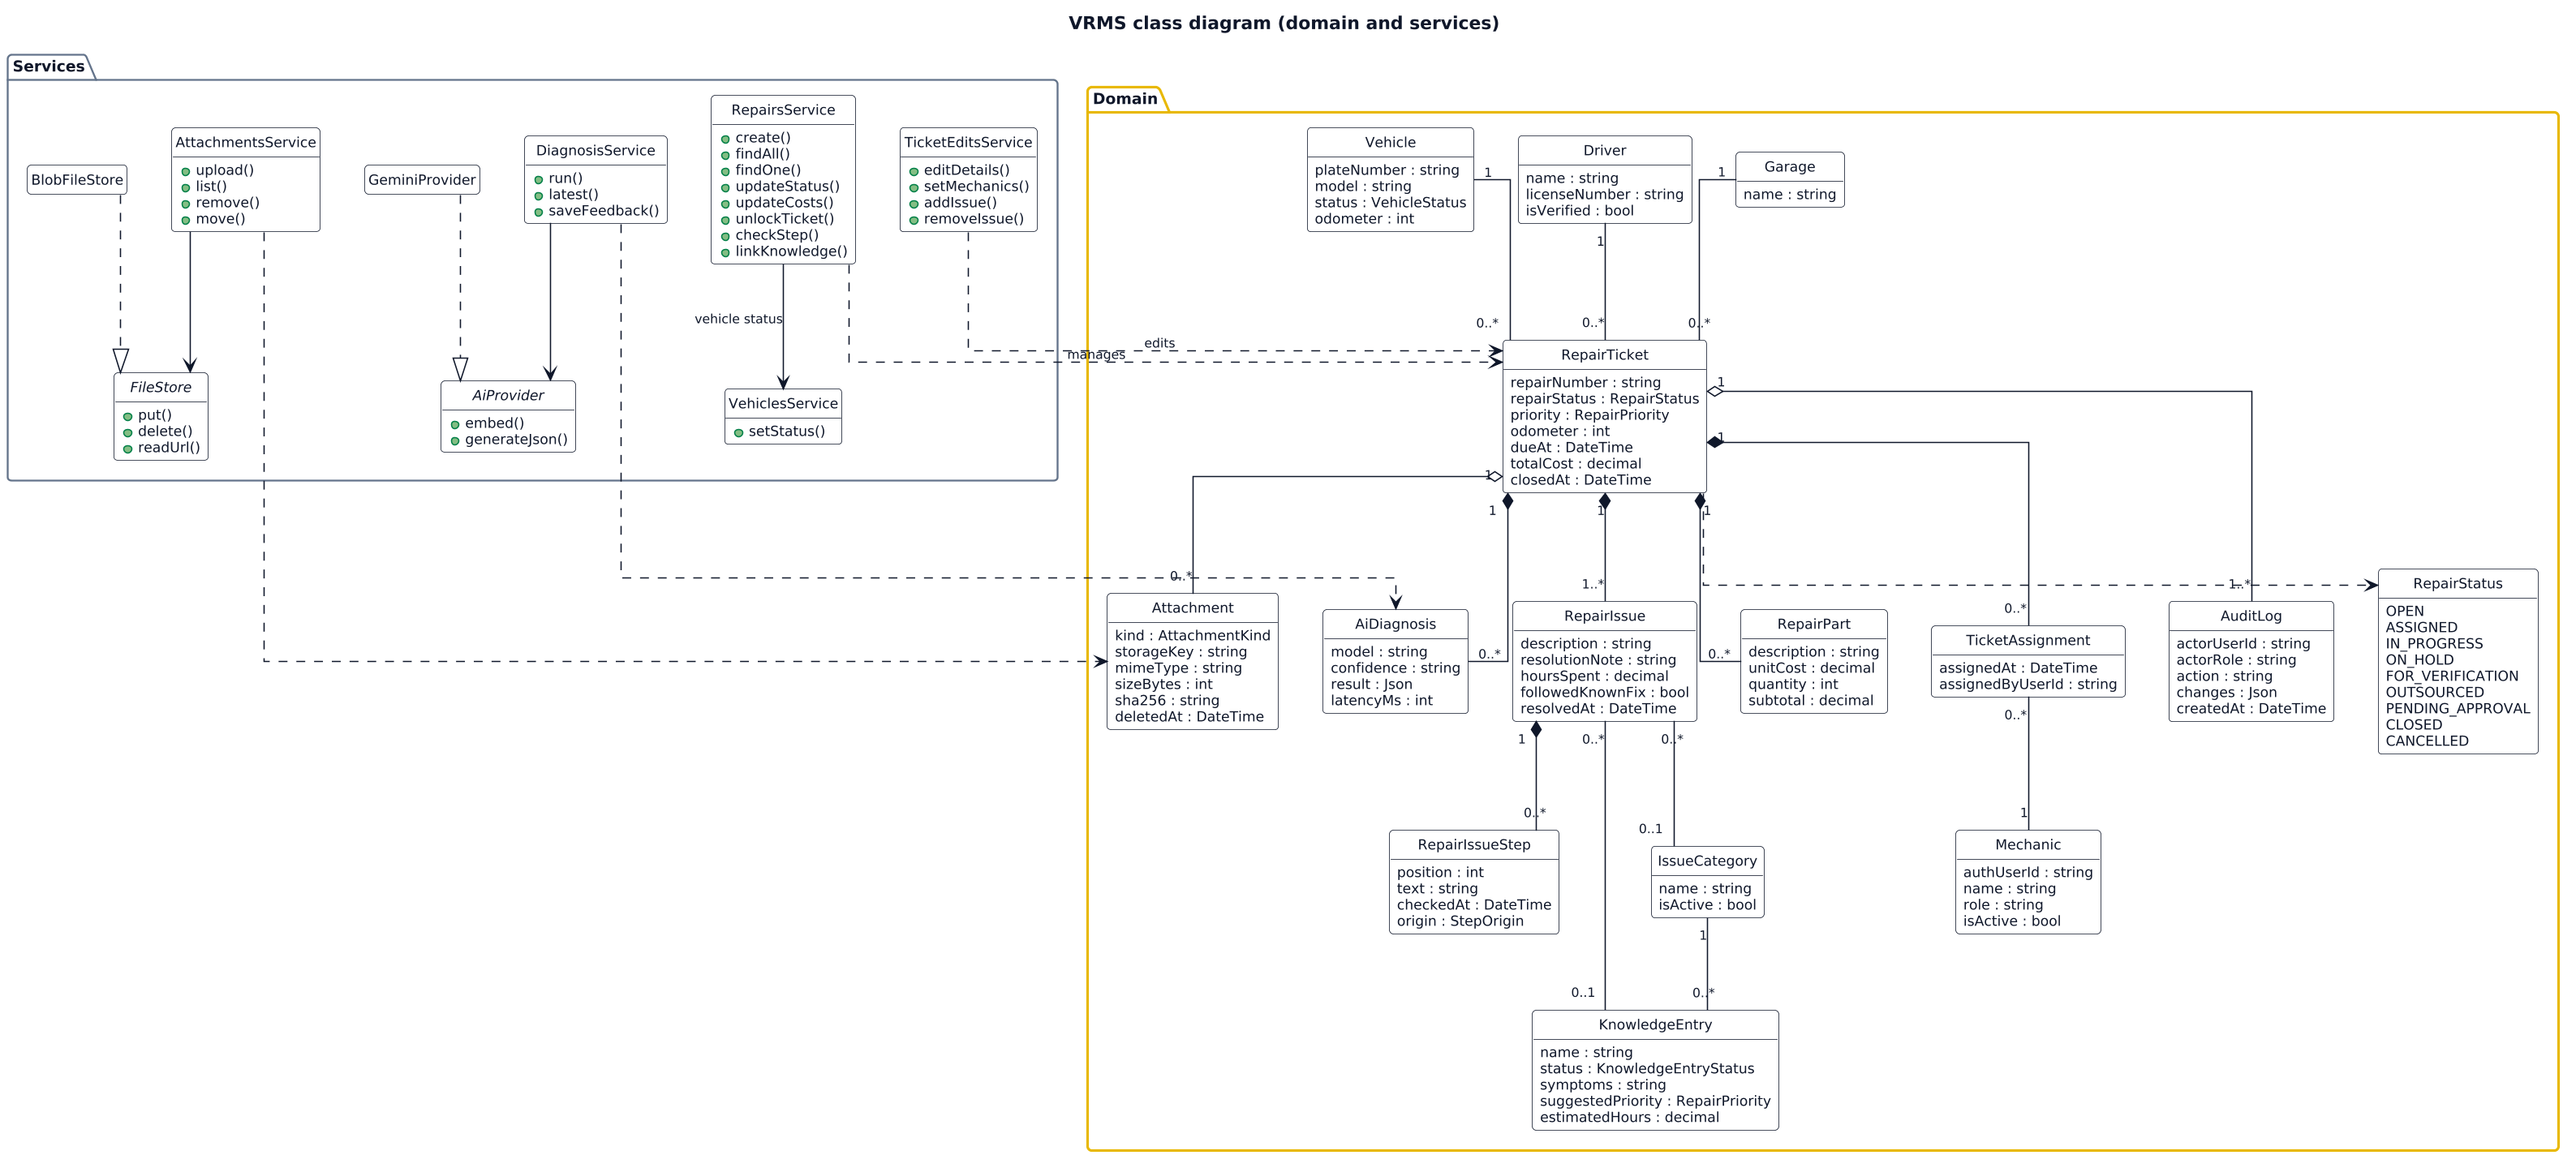 VRMS class diagram (domain and services)
Services
BlobFileStore
AttachmentsService
upload()
list()
remove()
move()
GeminiProvider
DiagnosisService
run()
latest()
saveFeedback()
RepairsService
create()
findAll()
findOne()
updateStatus()
updateCosts()
unlockTicket()
checkStep()
linkKnowledge()
TicketEditsService
editDetails()
setMechanics()
addIssue()
removeIssue()
vehicle status
FileStore
put()
delete()
readUrl()
AiProvider
embed()
generateJson()
VehiclesService
setStatus()
edits
manages
Domain
Vehicle
plateNumber : string
model : string
status : VehicleStatus
odometer : int
Driver
name : string
licenseNumber : string
isVerified : bool
Garage
name : string
1
1
1
0..*
0..*
0..*
RepairTicket
repairNumber : string
repairStatus : RepairStatus
priority : RepairPriority
odometer : int
dueAt : DateTime
totalCost : decimal
closedAt : DateTime
1
1
1
1
1
1
0..*
0..*
1..*
0..*
0..*
1..*
Attachment
kind : AttachmentKind
storageKey : string
mimeType : string
sizeBytes : int
sha256 : string
deletedAt : DateTime
AiDiagnosis
model : string
confidence : string
result : Json
latencyMs : int
RepairIssue
description : string
resolutionNote : string
hoursSpent : decimal
followedKnownFix : bool
resolvedAt : DateTime
RepairPart
description : string
unitCost : decimal
quantity : int
subtotal : decimal
TicketAssignment
assignedAt : DateTime
assignedByUserId : string
AuditLog
actorUserId : string
actorRole : string
action : string
changes : Json
createdAt : DateTime
RepairStatus
OPEN
ASSIGNED
IN_PROGRESS
ON_HOLD
FOR_VERIFICATION
OUTSOURCED
PENDING_APPROVAL
CLOSED
CANCELLED
1
0..*
0..*
0..*
0..*
0..1
1
RepairIssueStep
position : int
text : string
checkedAt : DateTime
origin : StepOrigin
IssueCategory
name : string
isActive : bool
Mechanic
authUserId : string
name : string
role : string
isActive : bool
1
0..1
0..*
KnowledgeEntry
name : string
status : KnowledgeEntryStatus
symptoms : string
suggestedPriority : RepairPriority
estimatedHours : decimal